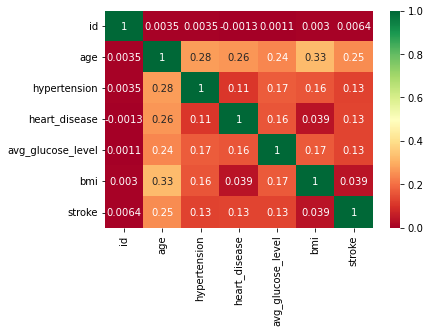 id 1 0.0035 0.0035 -0.0013 0.0011 0.003 0.0064
age 0.0035 1 0.28 0.26 0.24 0.33 0.25
hypertension 0.0035 0.28 1 0.11 0.17 0.16 0.13
heart_disease -0.0013 0.26 0.11 1 0.16 0.039 0.13
avg_glucose_level 0.0011 0.24 0.17 0.16 1 0.17 0.13
bmi 0.003 0.33 0.16 0.039 0.17 1 0.039
stroke 0.0064 0.25 0.13 0.13 0.13 0.039 1
id
age
hypertension
heart_disease
avg_glucose_level
bmi
stroke
1.0
0.8
0.6
0.4
0.2
0.0